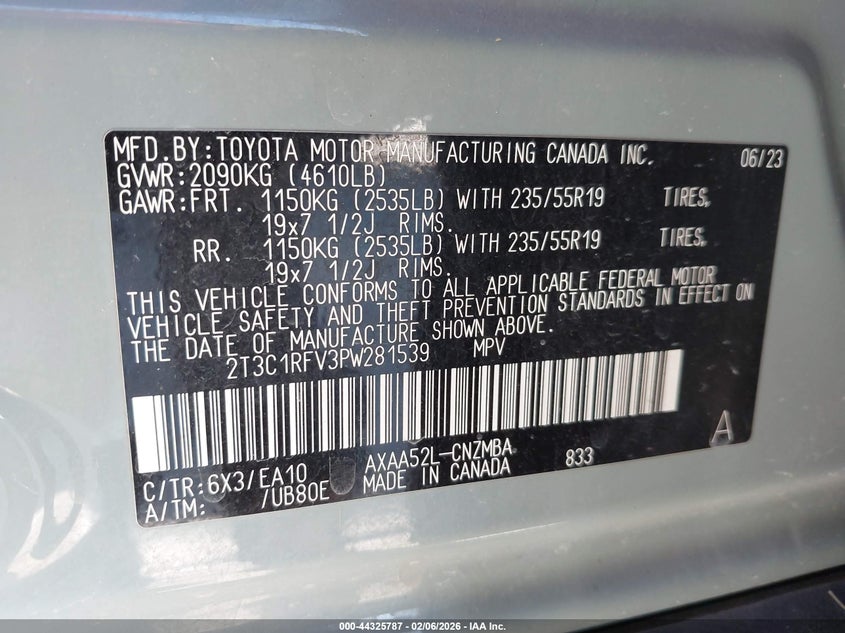 MFD.BY:TOYOTA MOTOR MANUFACTURING CANADA INC. 06/23
GVWR:2090KG (4610LB)
GAWR:FRT. 1150KG (2535LB) WITH 235/55R19 TIRES,
19x7 1/2J RIMS.
RR. 1150KG (2535LB) WITH 235/55R19 TIRES,
19x7 1/2J RIMS.
THIS VEHICLE CONFORMS TO ALL APPLICABLE FEDERAL MOTOR
VEHICLE SAFETY AND THEFT PREVENTION STANDARDS IN EFFECT ON
THE DATE OF MANUFACTURE SHOWN ABOVE.
2T3C1RFV3PW281539 MPV
A
C/TR:6X3/EA10 AXAA52L-CNZMBA 833
A/TM: /UB80E MADE IN CANADA
000-44325787 - 02/06/2026 - IAA Inc.